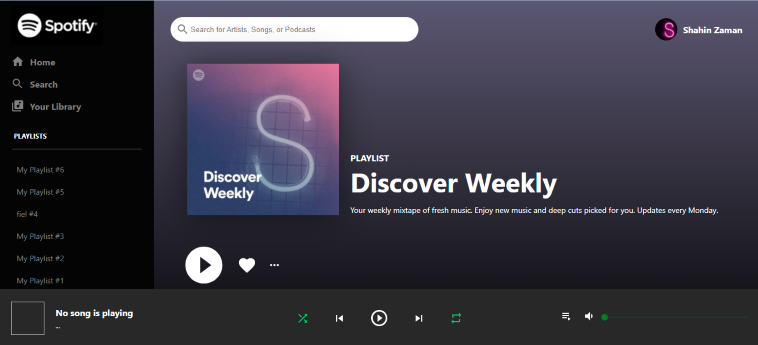 Spotify
Search for Artists, Songs, or Podcasts
Shahin Zaman
Home
Search
Your Library
PLAYLISTS
My Playlist #6
My Playlist #5
fiel #4
My Playlist #3
My Playlist #2
My Playlist #1
S
Discover
Weekly
PLAYLIST
Discover Weekly
Your weekly mixtape of fresh music. Enjoy new music and deep cuts picked for you. Updates every Monday.
No song is playing
...